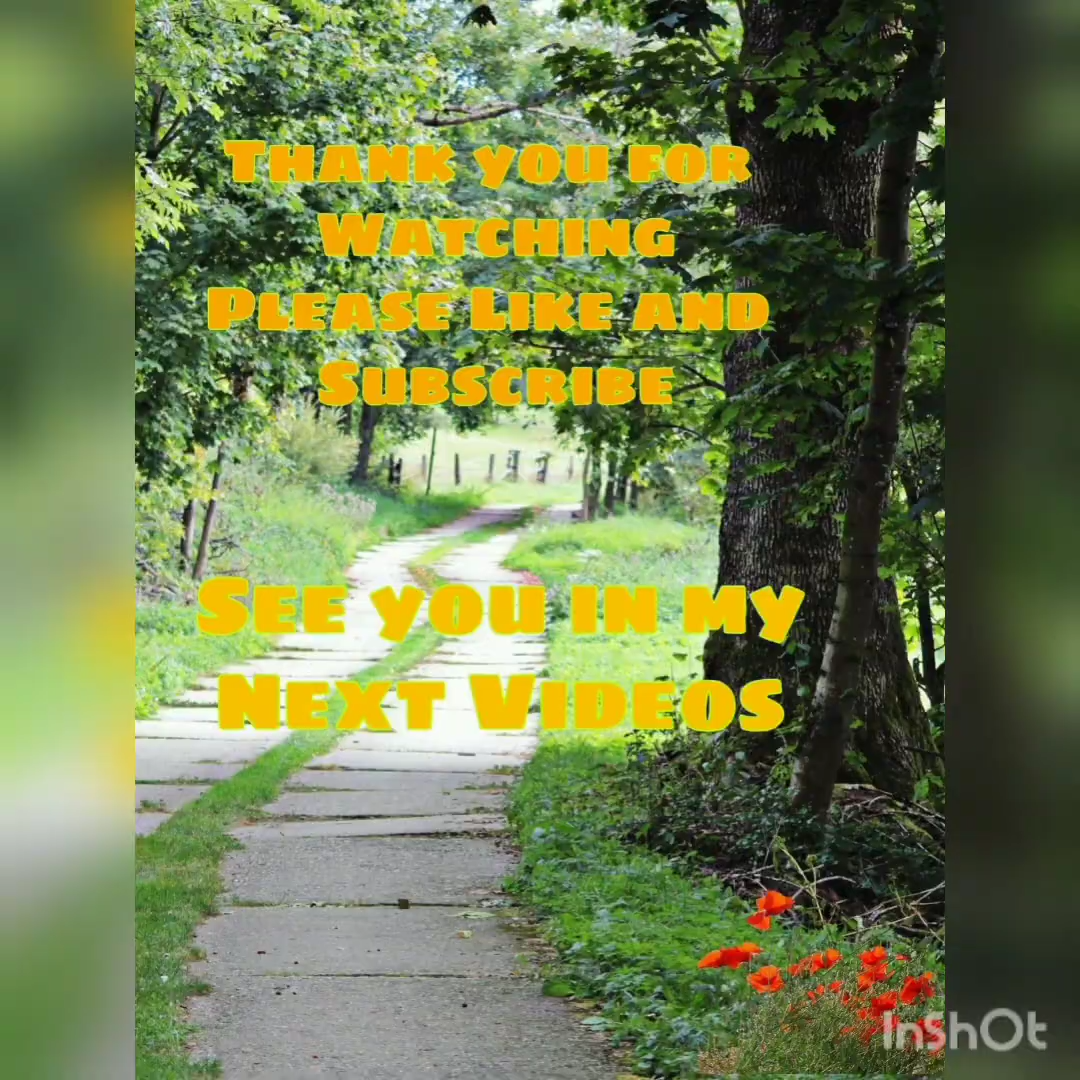 Thank you for
Watching
Please Like and
Subscribe
See you in my
Next Videos
InShOt